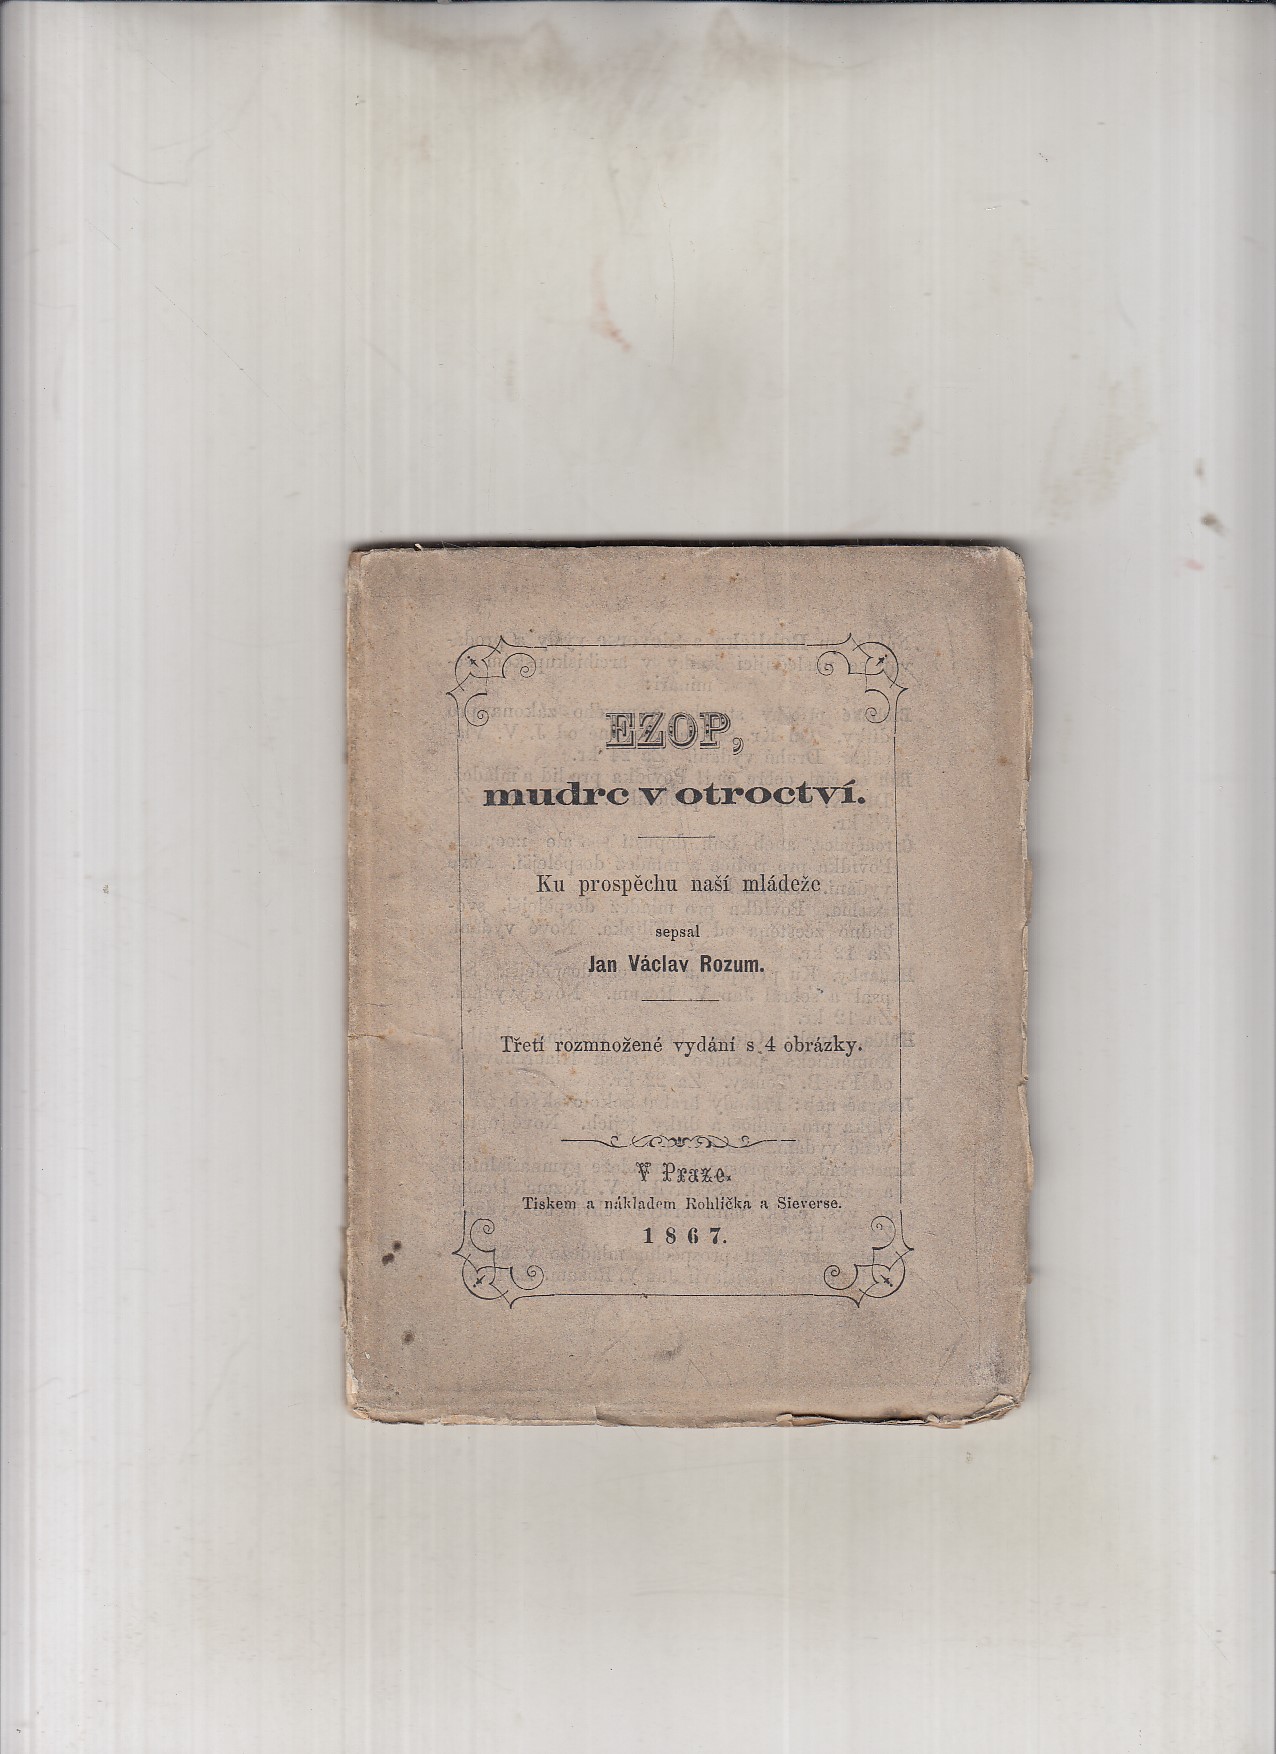 EZOP,
mudrc v otroctví.
Ku prospěchu naší mládeže
sepsal
Jan Václav Rozum.
Třetí rozmnožené vydání s 4 obrázky.
V Praze.
Tiskem a nákladem Rohlíčka a Sieverse.
1867.